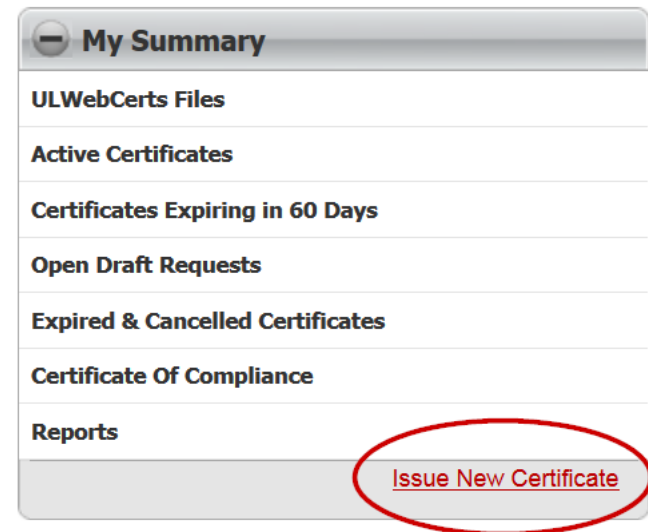 My Summary
ULWebCerts Files
Active Certificates
Certificates Expiring in 60 Days
Open Draft Requests
Expired & Cancelled Certificates
Certificate Of Compliance
Reports
Issue New Certificate